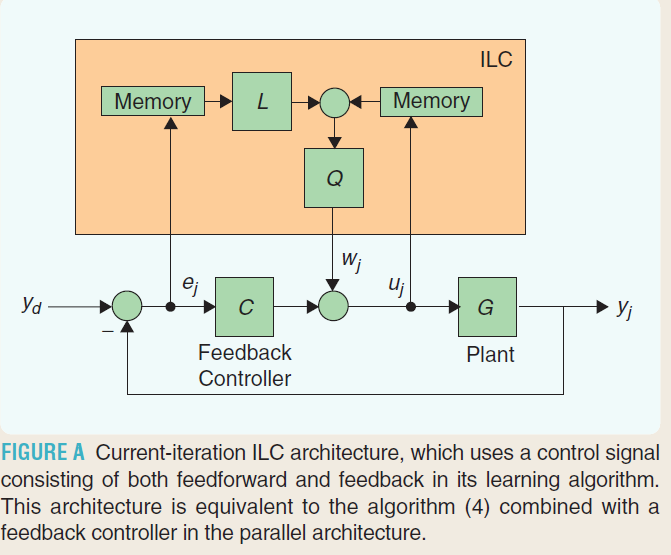 ILC
Memory
L
Memory
Q
w_j
e_j
u_j
y_d
C
G
y_j
−
Feedback
Controller
Plant
FIGURE A Current-iteration ILC architecture, which uses a control signal
consisting of both feedforward and feedback in its learning algorithm.
This architecture is equivalent to the algorithm (4) combined with a
feedback controller in the parallel architecture.